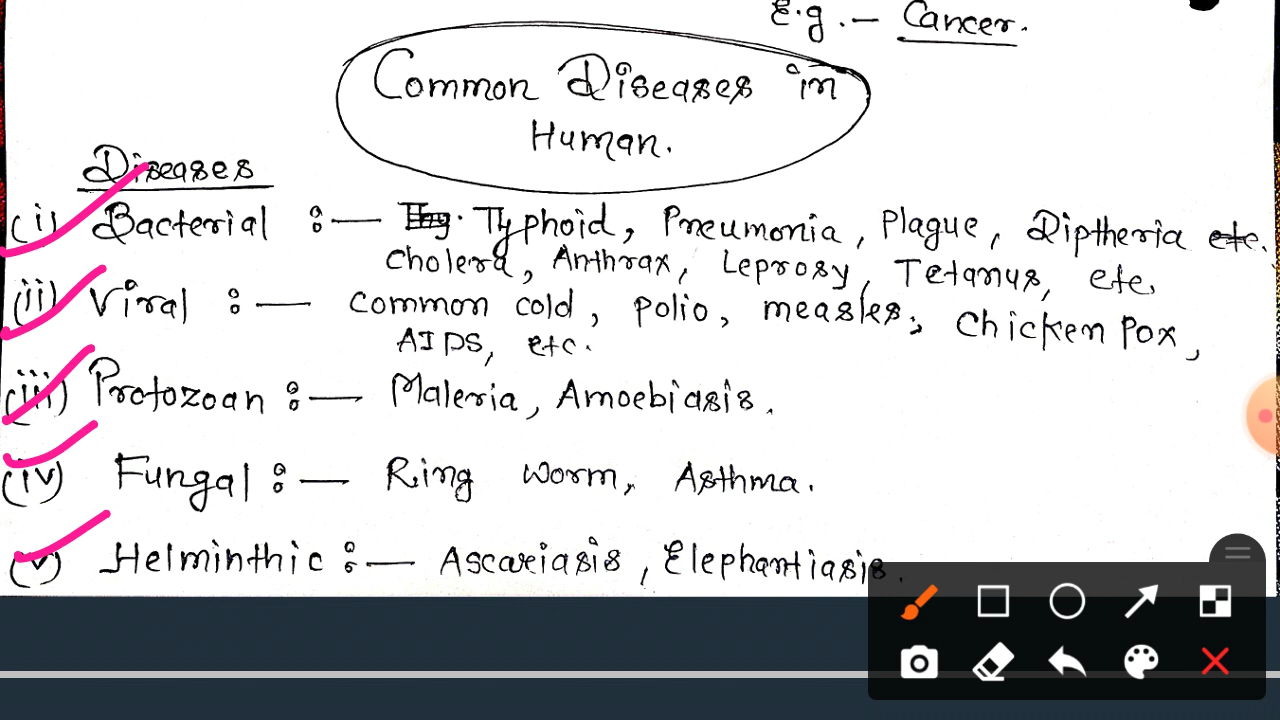 E.g.— Cancer.
Common Diseases in
Human.
Diseases
(i) Bacterial :— Typhoid, Pneumonia, Plague, Diptheria etc.
Cholera, Anthrax, Leprosy, Tetanus, etc.
(ii) Viral :— common cold, polio, measles, Chicken Pox,
AIDS, etc.
(iii) Protozoan :— Maleria, Amoebiasis.
(iv) Fungal :— Ring worm, Asthma.
(v) Helminthic :— Ascariasis, Elephantiasis.